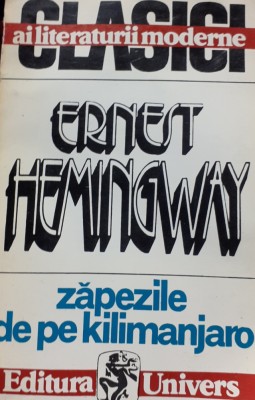 CLASICI
ai literaturii moderne
ERNEST
HEMINGWAY
zăpezile
de pe kilimanjaro
Editura Univers